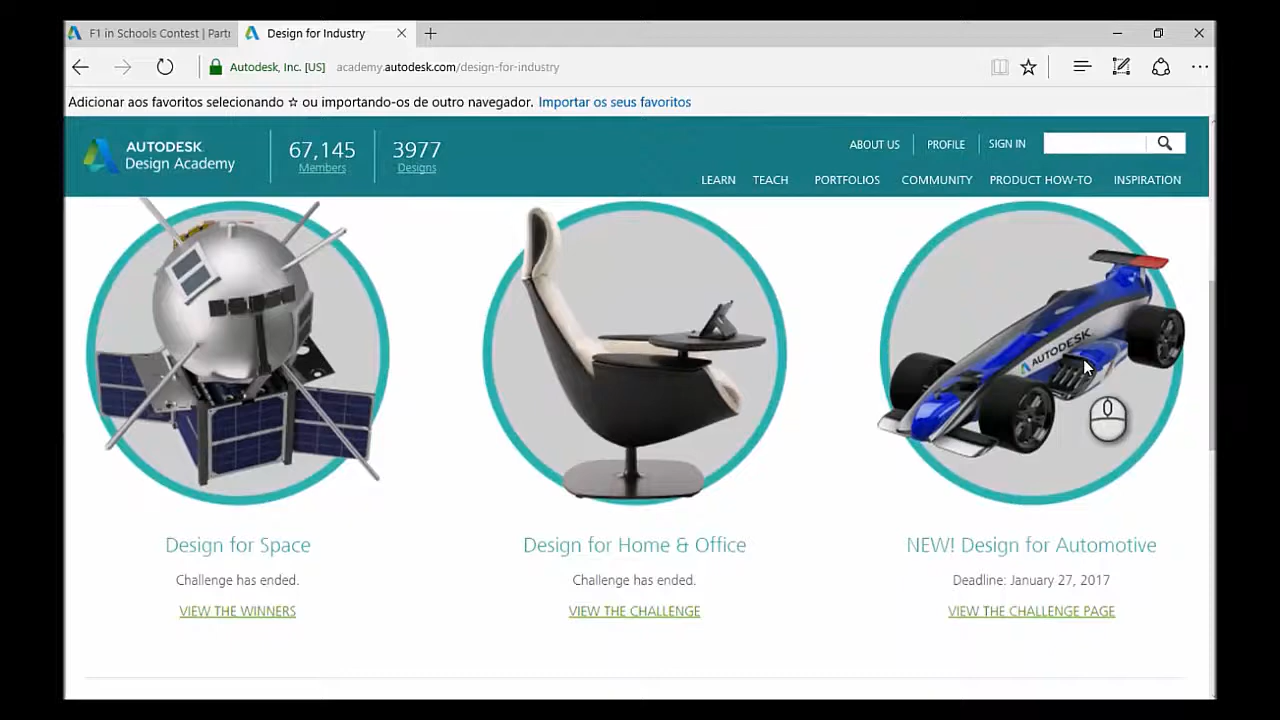 F1 in Schools Contest | Partr
Design for Industry
Autodesk, Inc. [US] academy.autodesk.com/design-for-industry
Adicionar aos favoritos selecionando ☆ ou importando-os de outro navegador. Importar os seus favoritos
AUTODESK.
Design Academy
67,145
Members
3977
Designs
ABOUT US
PROFILE
SIGN IN
LEARN
TEACH
PORTFOLIOS
COMMUNITY
PRODUCT HOW-TO
INSPIRATION
AUTODESK.
Design for Space
Challenge has ended.
VIEW THE WINNERS
Design for Home & Office
Challenge has ended.
VIEW THE CHALLENGE
NEW! Design for Automotive
Deadline: January 27, 2017
VIEW THE CHALLENGE PAGE